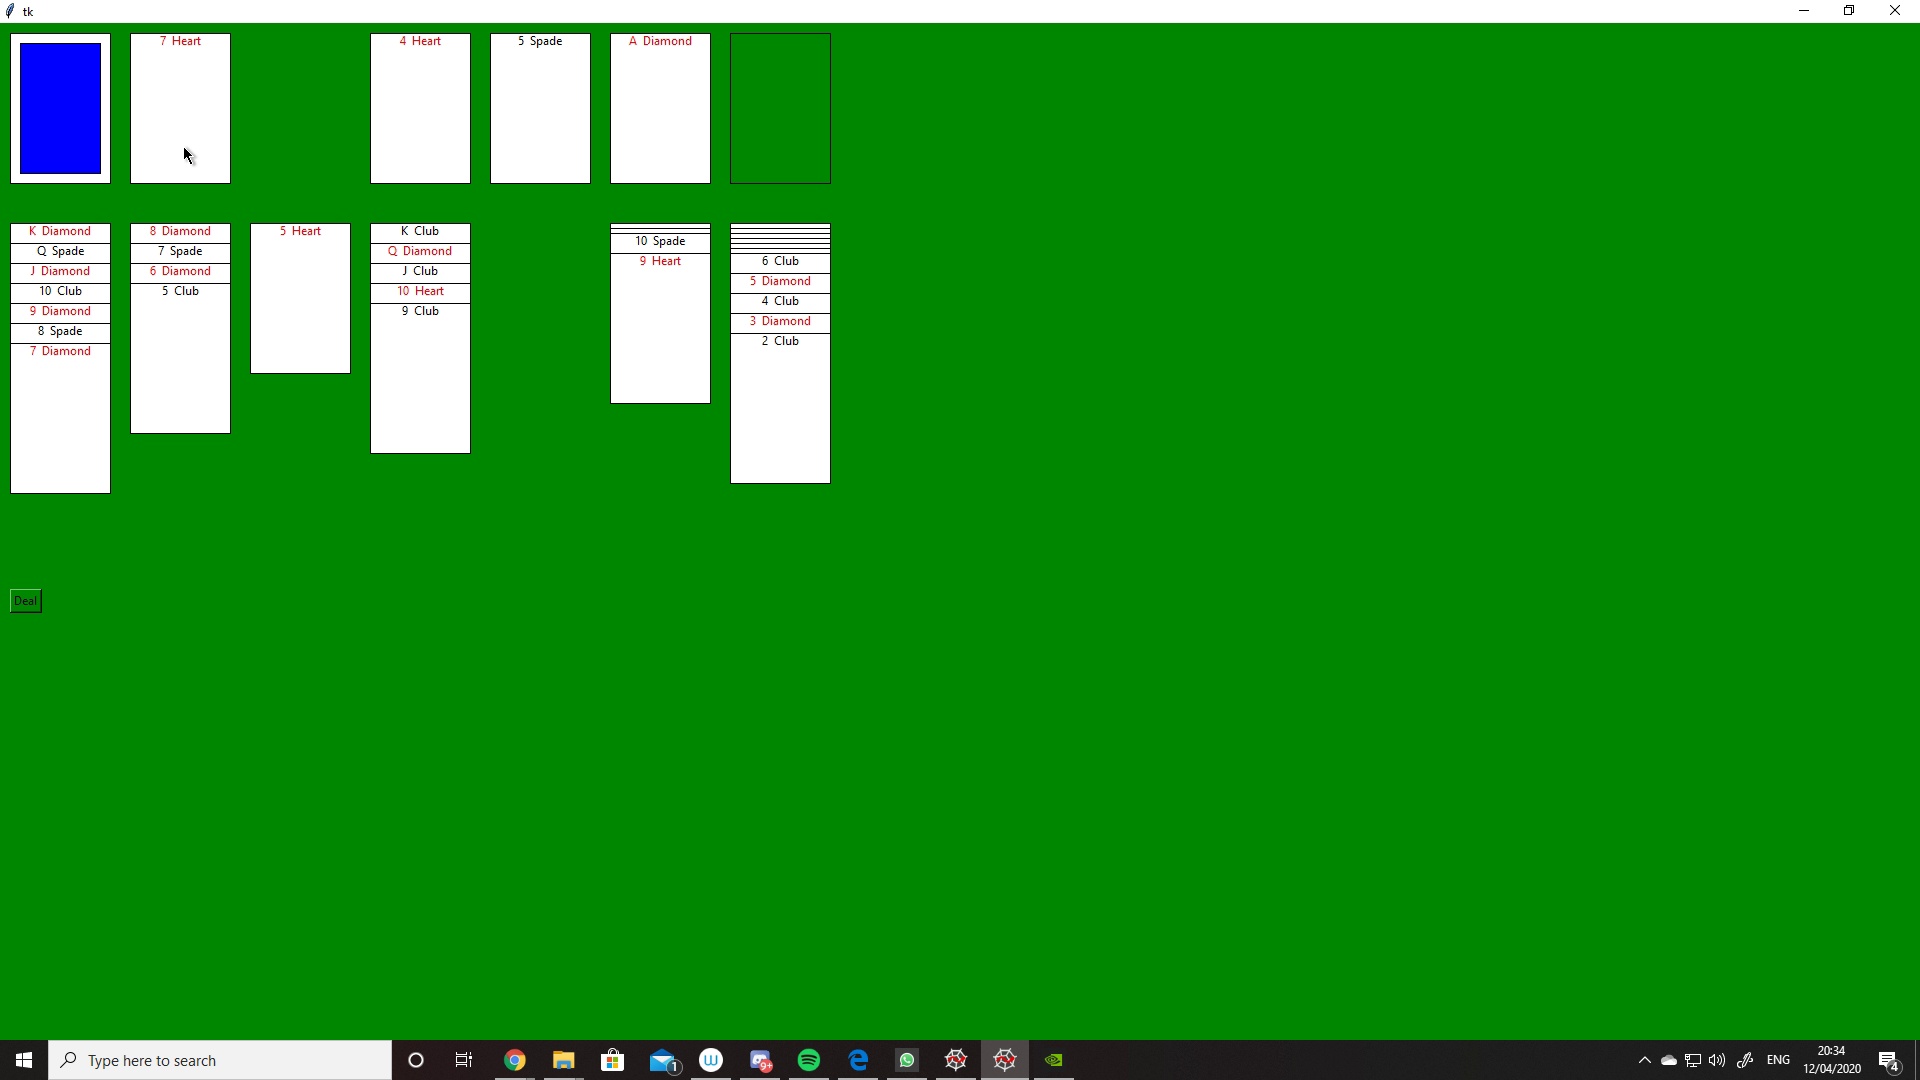 tk
7 Heart
4 Heart
5 Spade
A Diamond
K Diamond
Q Spade
J Diamond
10 Club
9 Diamond
8 Spade
7 Diamond
8 Diamond
7 Spade
6 Diamond
5 Club
5 Heart
K Club
Q Diamond
J Club
10 Heart
9 Club
10 Spade
9 Heart
6 Club
5 Diamond
4 Club
3 Diamond
2 Club
Deal
Type here to search
1
W
9+
e
ENG
20:34
12/04/2020
4